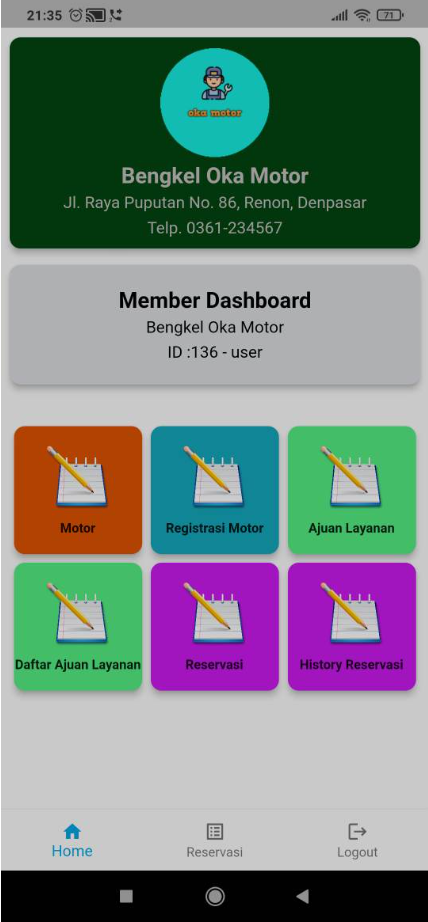 21:35
71
oka motor
Bengkel Oka Motor
Jl. Raya Puputan No. 86, Renon, Denpasar
Telp. 0361-234567
Member Dashboard
Bengkel Oka Motor
ID :136 - user
Motor
Registrasi Motor
Ajuan Layanan
Daftar Ajuan Layanan
Reservasi
History Reservasi
Home
Reservasi
Logout